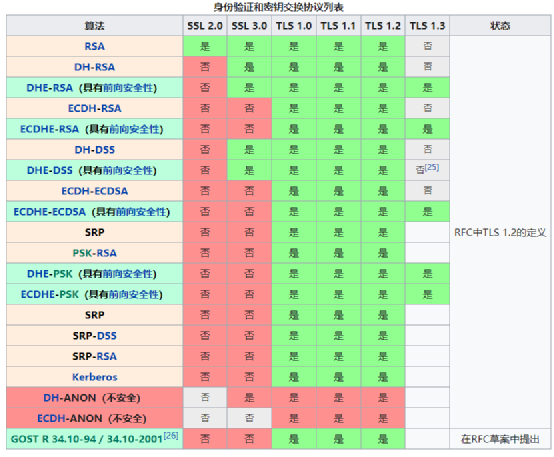 身份验证和密钥交换协议列表
算法 SSL 2.0 SSL 3.0 TLS 1.0 TLS 1.1 TLS 1.2 TLS 1.3 状态
RSA 是 是 是 是 是 否
DH-RSA 否 是 是 是 是 否
DHE-RSA (具有前向安全性) 否 是 是 是 是 是
ECDH-RSA 否 否 是 是 是 否
ECDHE-RSA (具有前向安全性) 否 否 是 是 是 是
DH-DSS 否 是 是 是 是 否
DHE-DSS (具有前向安全性) 否 是 是 是 是 否[25]
ECDH-ECDSA 否 否 是 是 是 否
ECDHE-ECDSA (具有前向安全性) 否 否 是 是 是 是
SRP 否 否 是 是 是 RFC中TLS 1.2的定义
PSK-RSA 否 否 是 是 是
DHE-PSK (具有前向安全性) 否 否 是 是 是 是
ECDHE-PSK (具有前向安全性) 否 否 是 是 是 是
SRP 否 否 是 是 是
SRP-DSS 否 否 是 是 是
SRP-RSA 否 否 是 是 是
Kerberos 否 否 是 是 是
DH-ANON (不安全) 否 是 是 是 是
ECDH-ANON (不安全) 否 否 是 是 是
GOST R 34.10-94 / 34.10-2001[26] 否 否 是 是 是 在RFC草案中提出